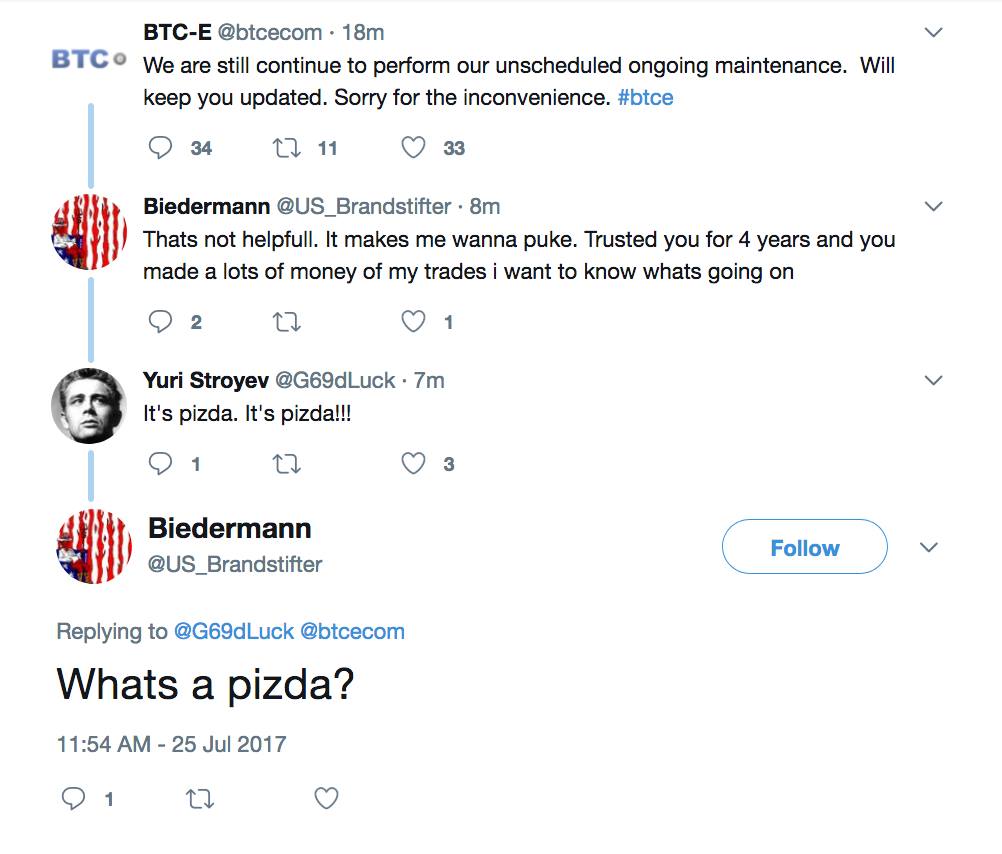 BTC-E @btcecom · 18m
BTC
We are still continue to perform our unscheduled ongoing maintenance.  Will
keep you updated. Sorry for the inconvenience. #btce
34 11 33
Biedermann @US_Brandstifter · 8m
Thats not helpfull. It makes me wanna puke. Trusted you for 4 years and you
made a lots of money of my trades i want to know whats going on
2 1
Yuri Stroyev @G69dLuck · 7m
It's pizda. It's pizda!!!
1 3
Biedermann
@US_Brandstifter
Follow
Replying to @G69dLuck @btcecom
Whats a pizda?
11:54 AM - 25 Jul 2017
1